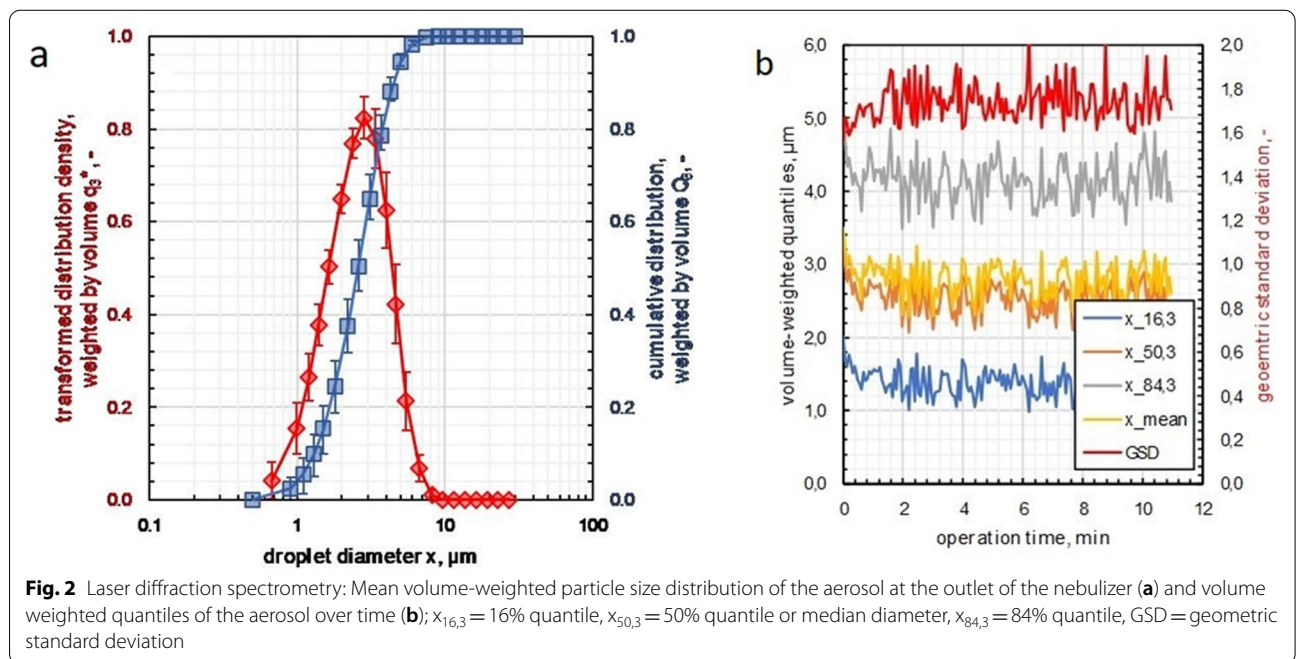 a
1.0
0.8
0.6
0.4
0.2
0.0
transformed distribution density,
weighted by volume q3*, -
1.0
0.8
0.6
0.4
0.2
0.0
cumulative distribution,
weighted by volume Q
0.1
1
10
100
droplet diameter x, µm
b
6,0
5,0
4,0
3,0
2,0
1,0
0,0
volume-weighted quantiles, µm
2,0
1,8
1,6
1,4
1,2
1,0
0,8
0,6
0,4
0,2
0,0
geoemtric standard deviation, -
x_16,3
x_50,3
x_84,3
x_mean
GSD
0
2
4
6
8
10
12
operation time, min
Fig. 2 Laser diffraction spectrometry: Mean volume-weighted particle size distribution of the aerosol at the outlet of the nebulizer (a) and volume
weighted quantiles of the aerosol over time (b); x16,3 = 16% quantile, x50,3 = 50% quantile or median diameter, x84,3 = 84% quantile, GSD = geometric
standard deviation